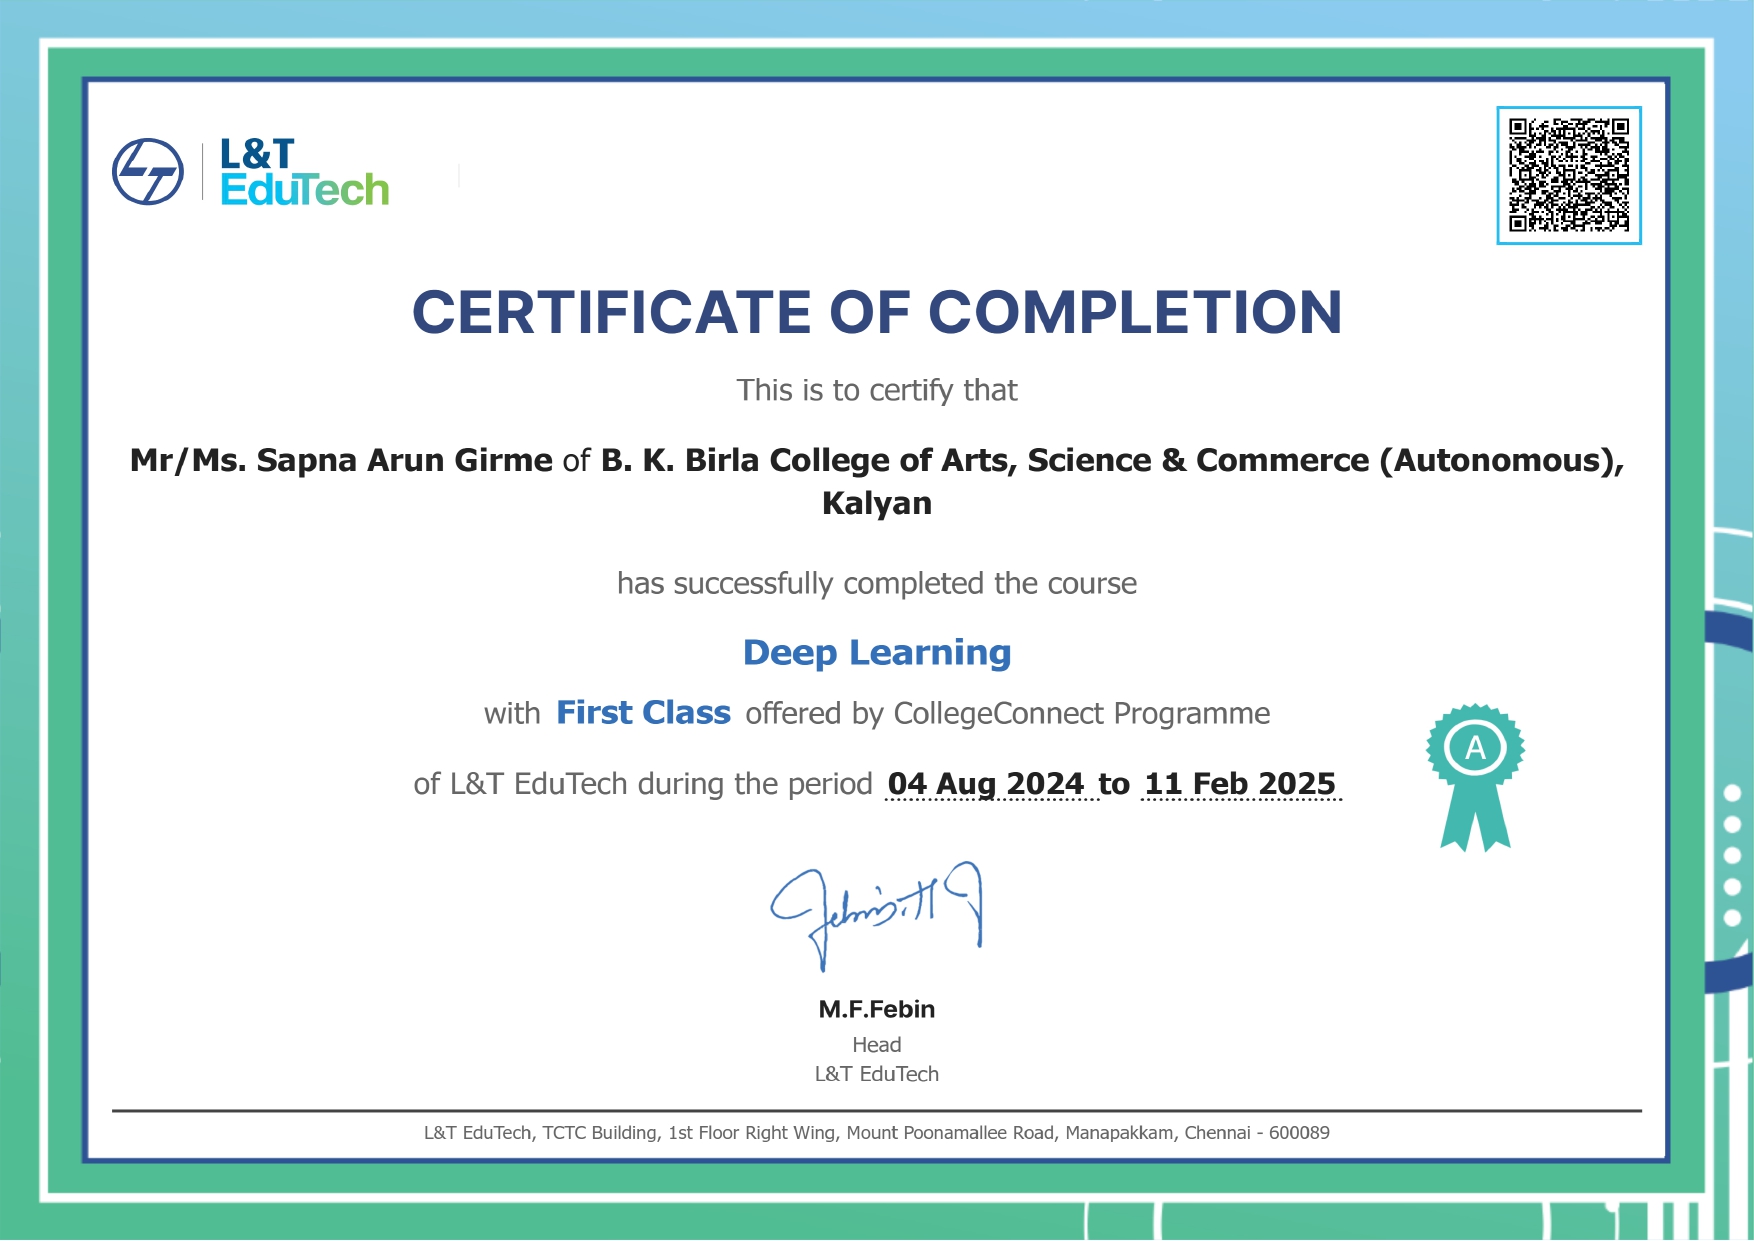 L&T
EduTech
CERTIFICATE OF COMPLETION
This is to certify that
Mr/Ms. Sapna Arun Girme of B. K. Birla College of Arts, Science & Commerce (Autonomous),
Kalyan
has successfully completed the course
Deep Learning
with First Class offered by CollegeConnect Programme
A
of L&T EduTech during the period 04 Aug 2024 to 11 Feb 2025
M.F.Febin
Head
L&T EduTech
L&T EduTech, TCTC Building, 1st Floor Right Wing, Mount Poonamallee Road, Manapakkam, Chennai - 600089